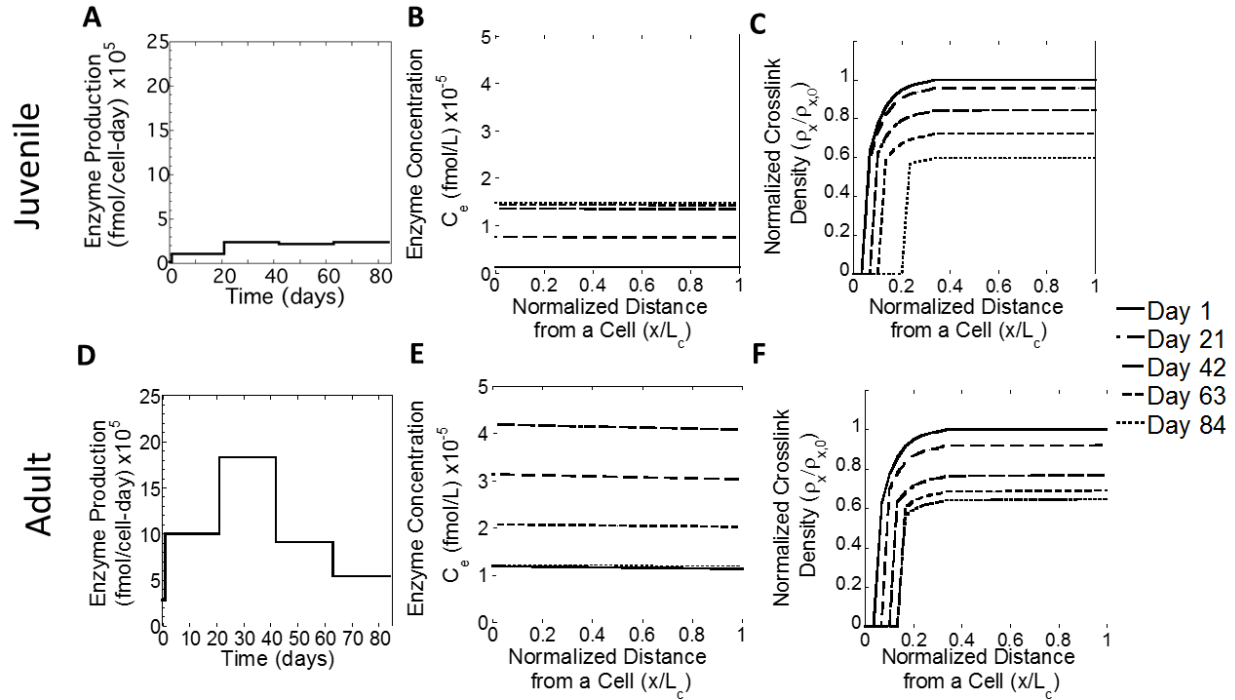 Juvenile
A
Enzyme Production
(fmol/cell-day) x10^5
25
20
15
10
5
0
0 10 20 30 40 50 60 70 80
Time (days)
B
Enzyme Concentration
C_e (fmol/L) x10^-5
5
4
3
2
1
0
0 0.2 0.4 0.6 0.8 1
Normalized Distance
from a Cell (x/L_c)
C
Normalized Crosslink
Density (ρ_x/ρ_x,0)
1
0.8
0.6
0.4
0.2
0
0 0.2 0.4 0.6 0.8 1
Normalized Distance
from a Cell (x/L_c)
Day 1
Day 21
Day 42
Day 63
Day 84
Adult
D
Enzyme Production
(fmol/cell-day) x10^5
25
20
15
10
5
0
0 10 20 30 40 50 60 70 80
Time (days)
E
Enzyme Concentration
C_e (fmol/L) x10^-5
5
4
3
2
1
0
0 0.2 0.4 0.6 0.8 1
Normalized Distance
from a Cell (x/L_c)
F
Normalized Crosslink
Density (ρ_x/ρ_x,0)
1
0.8
0.6
0.4
0.2
0
0 0.2 0.4 0.6 0.8 1
Normalized Distance
from a Cell (x/L_c)